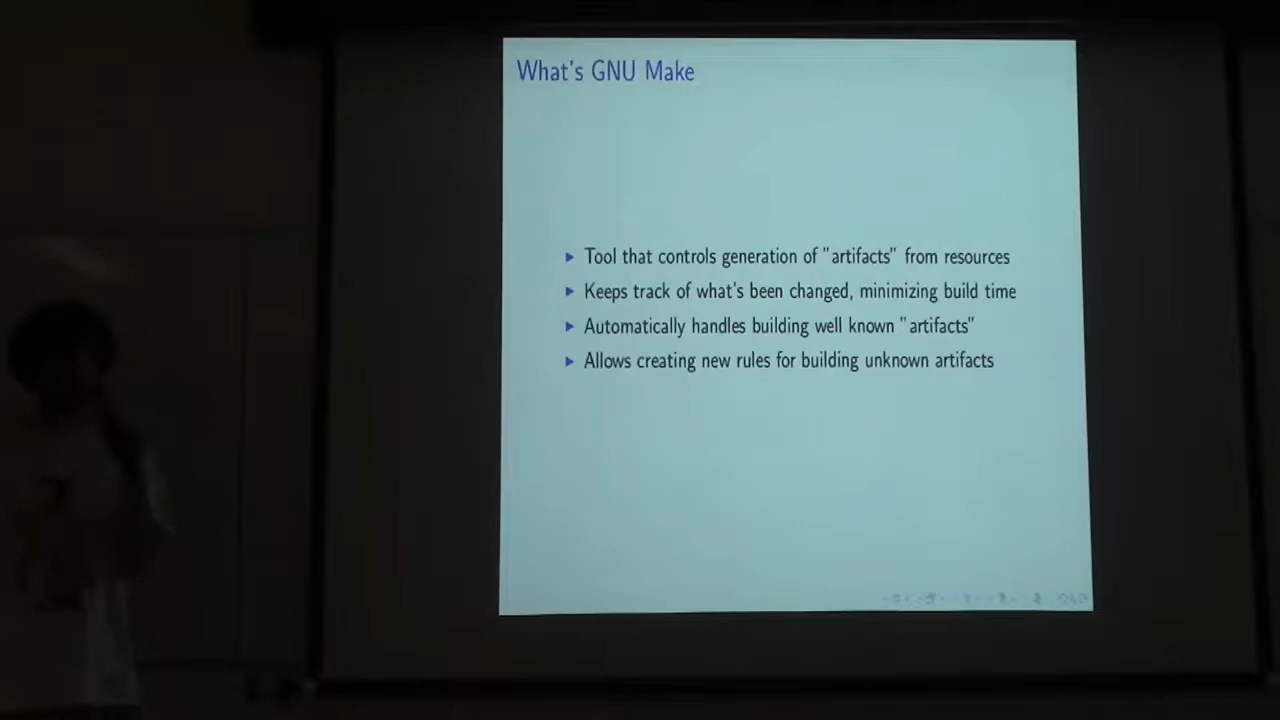 What's GNU Make
Tool that controls generation of "artifacts" from resources
Keeps track of what's been changed, minimizing build time
Automatically handles building well known "artifacts"
Allows creating new rules for building unknown artifacts